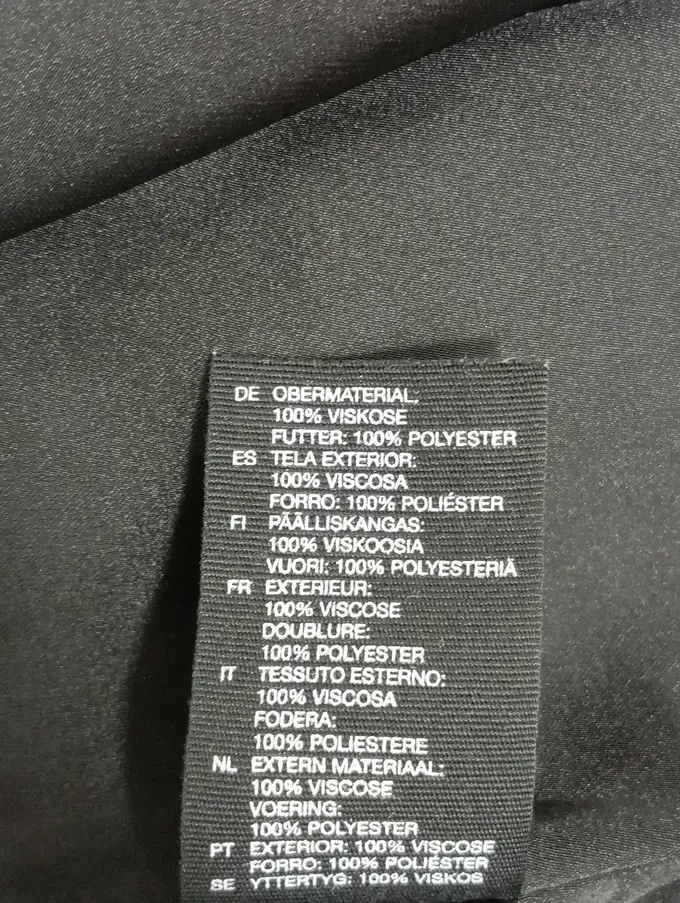 DE OBERMATERIAL:
100% VISKOSE
FUTTER: 100% POLYESTER
ES TELA EXTERIOR:
100% VISCOSA
FORRO: 100% POLIÉSTER
FI PÄÄLLISKANGAS:
100% VISKOOSIA
VUORI: 100% POLYESTERIÄ
FR EXTERIEUR:
100% VISCOSE
DOUBLURE:
100% POLYESTER
IT TESSUTO ESTERNO:
100% VISCOSA
FODERA:
100% POLIESTERE
NL EXTERN MATERIAAL:
100% VISCOSE
VOERING:
100% POLYESTER
PT EXTERIOR: 100% VISCOSE
FORRO: 100% POLIÉSTER
SE YTTERTYG: 100% VISKOS